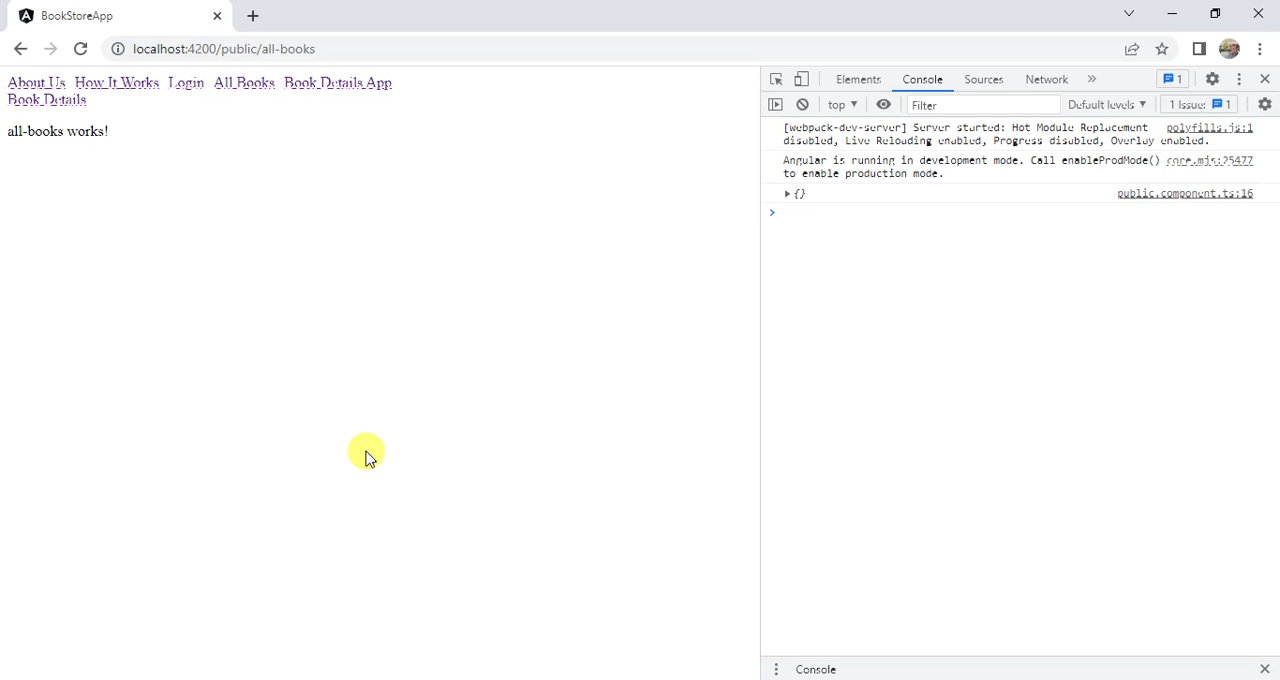 BookStoreApp
localhost:4200/public/all-books
About Us How It Works Login All Books Book Details App
Book Details
all-books works!
Elements Console Sources Network » 1
top Filter Default levels 1 Issue: 1
[webpack-dev-server] Server started: Hot Module Replacement polyfills.js:1
disabled, Live Reloading enabled, Progress disabled, Overlay enabled.
Angular is running in development mode. Call enableProdMode() core.mjs:25477
to enable production mode.
{} public.component.ts:16
Console